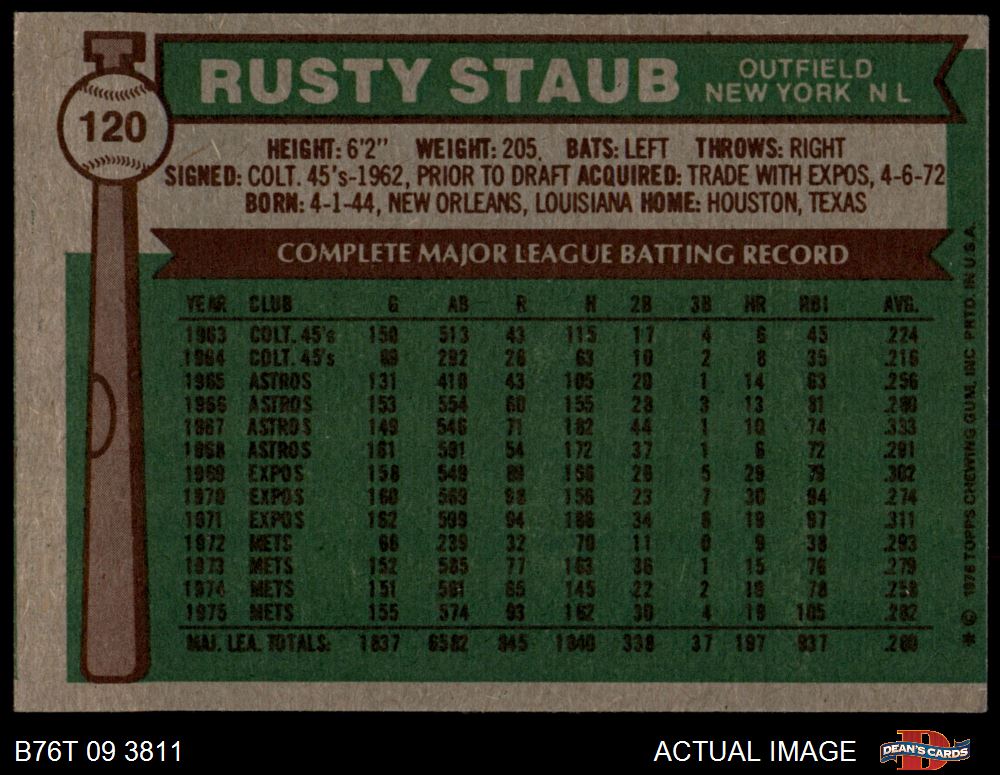 RUSTY STAUB
OUTFIELD
NEW YORK N L
120
HEIGHT: 6'2" WEIGHT: 205. BATS: LEFT THROWS: RIGHT
SIGNED: COLT. 45's-1962, PRIOR TO DRAFT ACQUIRED: TRADE WITH EXPOS, 4-6-72
BORN: 4-1-44, NEW ORLEANS, LOUISIANA HOME: HOUSTON, TEXAS
COMPLETE MAJOR LEAGUE BATTING RECORD
YEAR CLUB G AB R H 2B 3B HR RBI AVG.
1963 COLT. 45's 150 513 43 115 17 4 6 45 .224
1964 COLT. 45's 89 292 26 63 10 2 8 35 .216
1965 ASTROS 131 410 43 105 20 1 14 63 .256
1966 ASTROS 153 554 60 155 28 3 13 81 .280
1967 ASTROS 149 546 71 182 44 1 10 74 .333
1968 ASTROS 161 591 54 172 37 1 6 72 .291
1969 EXPOS 158 549 89 166 26 5 29 79 .302
1970 EXPOS 160 569 98 156 23 7 30 94 .274
1971 EXPOS 162 599 94 186 34 6 19 97 .311
1972 METS 66 239 32 70 11 0 9 38 .293
1973 METS 152 585 77 163 36 1 15 76 .279
1974 METS 151 561 65 145 22 2 19 78 .258
1975 METS 155 574 93 162 30 4 19 105 .282
MAJ. LEA. TOTALS: 1837 6582 845 1840 338 37 197 937 .280
* © 1976 TOPPS CHEWING GUM, INC. PRTD. IN U.S.A.
B76T 09 3811
ACTUAL IMAGE
D
DEAN'S CARDS